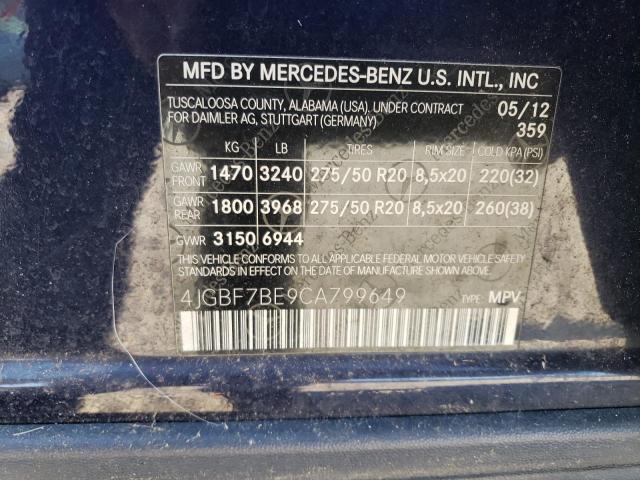 MFD BY MERCEDES-BENZ U.S. INTL., INC
TUSCALOOSA COUNTY, ALABAMA (USA). UNDER CONTRACT 05/12
FOR DAIMLER AG, STUTTGART (GERMANY) 359
KG LB TIRES RIM SIZE COLD KPA (PSI)
GAWR FRONT 1470 3240 275/50 R20 8,5x20 220(32)
GAWR REAR 1800 3968 275/50 R20 8,5x20 260(38)
GVWR 3150 6944
THIS VEHICLE CONFORMS TO ALL APPLICABLE FEDERAL MOTOR VEHICLE SAFETY
STANDARDS IN EFFECT ON THE DATE OF MANUFACTURE SHOWN ABOVE.
4JGBF7BE9CA799649 TYPE: MPV